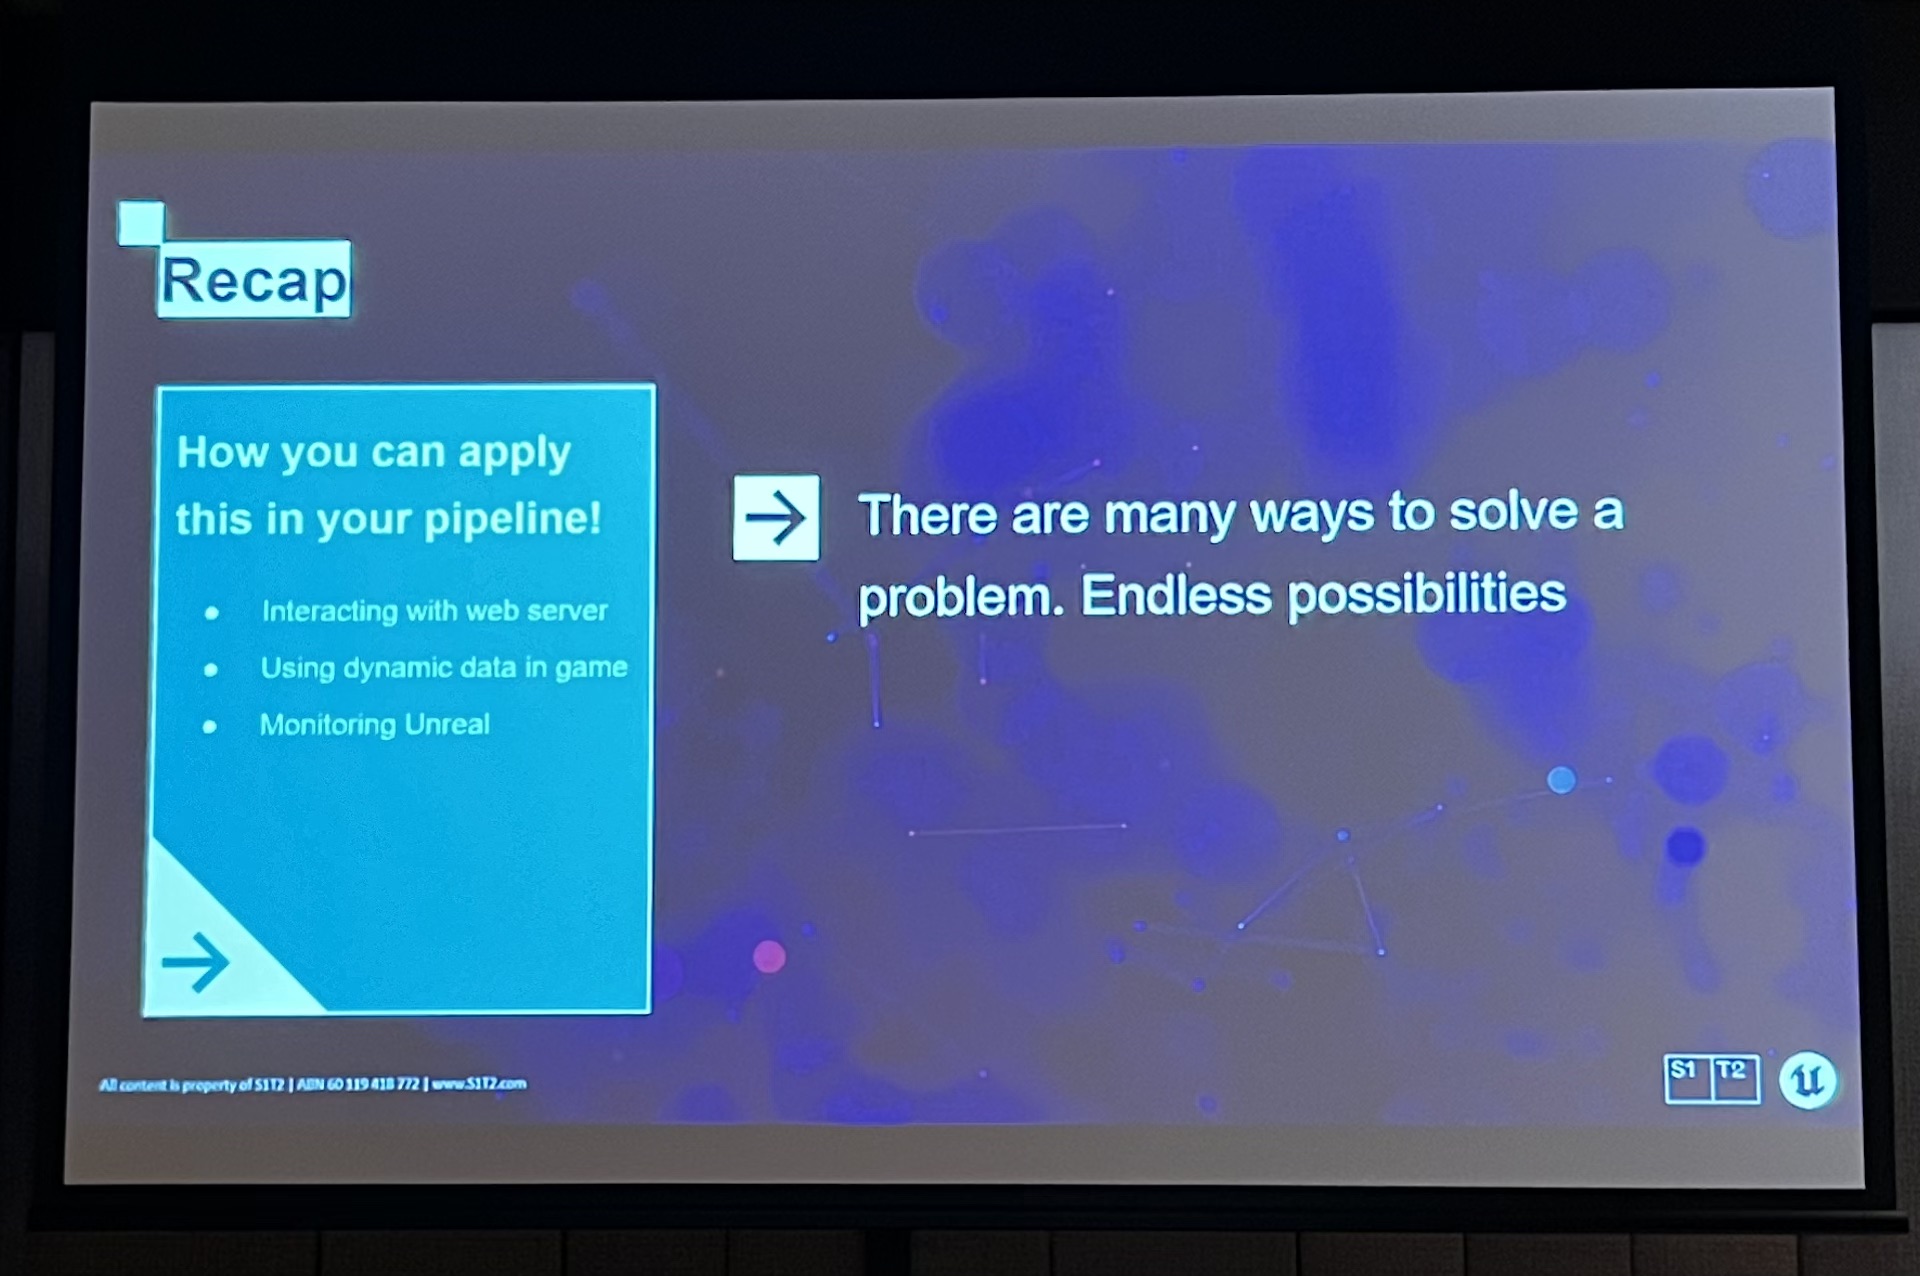 Recap
How you can apply
this in your pipeline!
• Interacting with web server
• Using dynamic data in game
• Monitoring Unreal
There are many ways to solve a
problem. Endless possibilities
All content is property of S1T2 | ABN 60 119 418 772 | www.S1T2.com
S1 T2